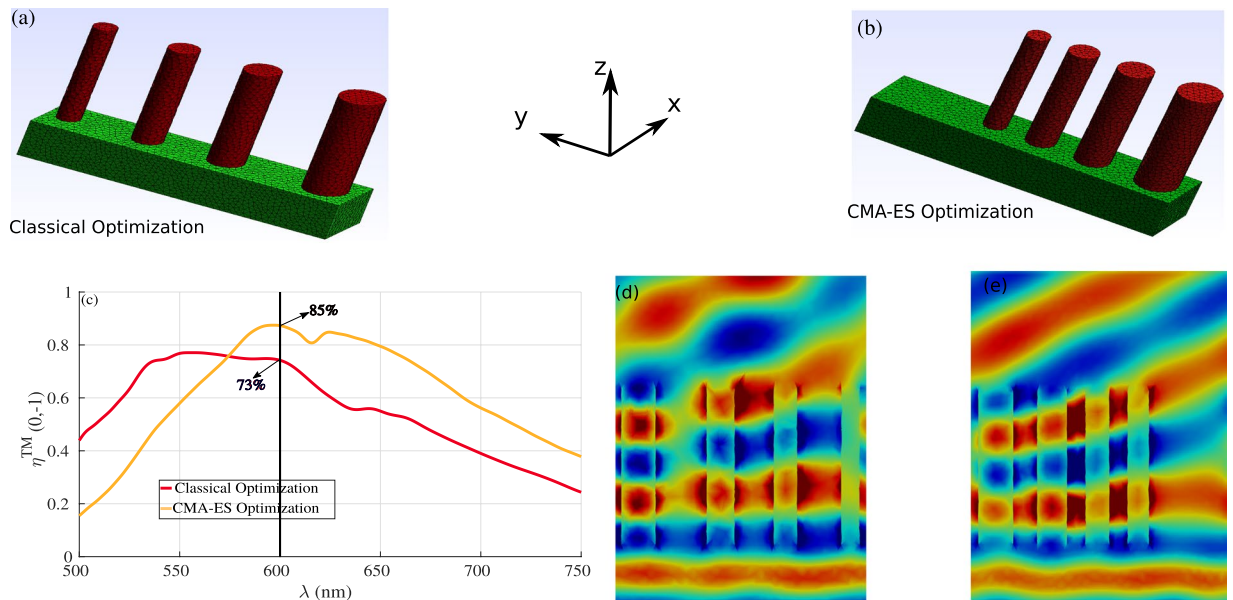 (a)
(b)
z
x
y
Classical Optimization
CMA-ES Optimization
(c)
1
0.8
0.6
0.4
0.2
0
η^TM (0,-1)
85%
73%
Classical Optimization
CMA-ES Optimization
500
550
600
650
700
750
λ (nm)
(d)
(e)